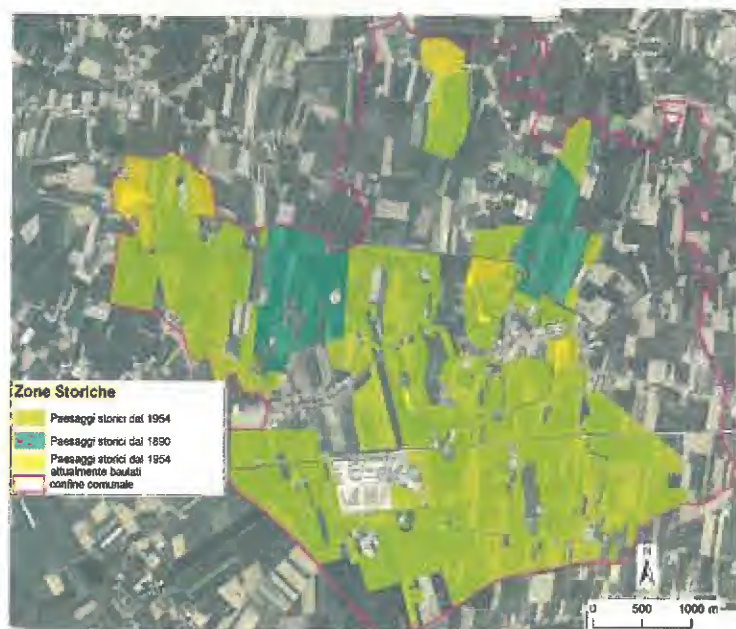 Zone Storiche
Paesaggi storici dal 1954
Paesaggi storici dal 1890
Paesaggi storici dal 1954
attualmente baulati
confine comunale
N
0 500 1000 m